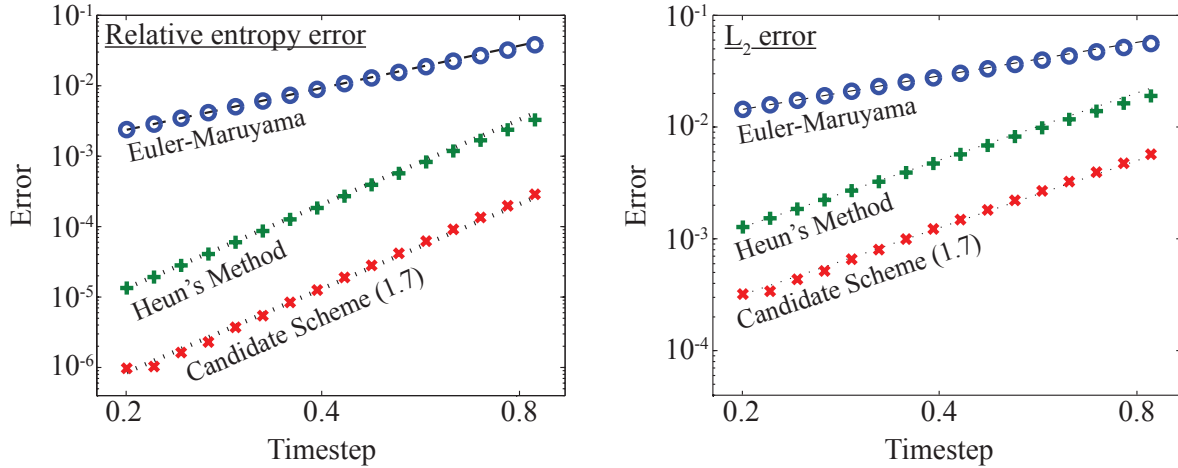 Relative entropy error
10^-1
10^-2
10^-3
10^-4
10^-5
10^-6
Error
Euler-Maruyama
Heun's Method
Candidate Scheme (1.7)
0.2
0.4
0.8
Timestep
L_2 error
10^-1
10^-2
10^-3
10^-4
Error
Euler-Maruyama
Heun's Method
Candidate Scheme (1.7)
0.2
0.4
0.8
Timestep